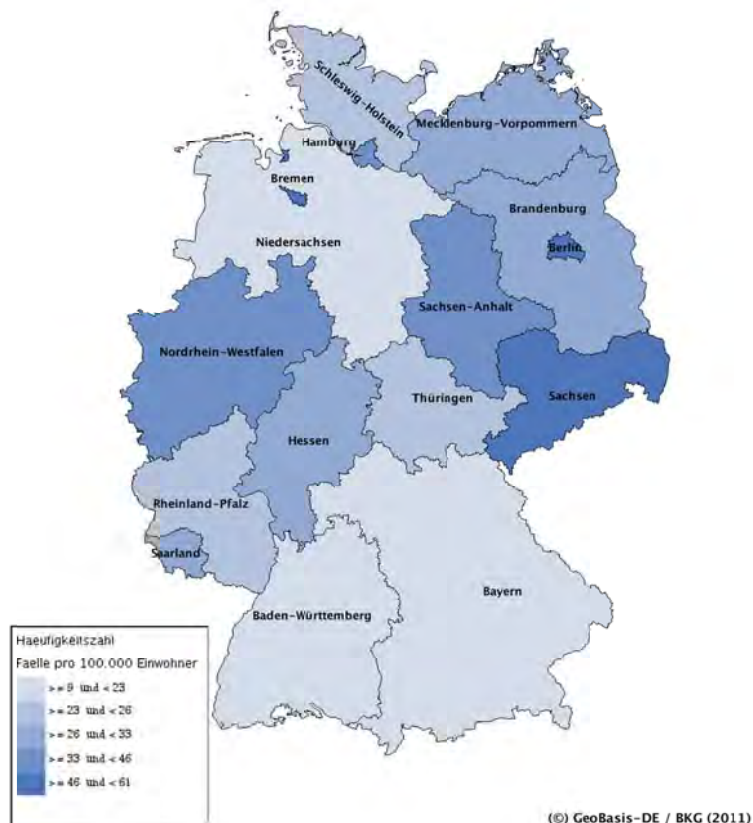 Schleswig-Holstein
Mecklenburg-Vorpommern
Hamburg
Bremen
Brandenburg
Berlin
Niedersachsen
Sachsen-Anhalt
Nordrhein-Westfalen
Sachsen
Thüringen
Hessen
Rheinland-Pfalz
Saarland
Bayern
Baden-Württemberg
Haeufigkeitszahl
Faelle pro 100.000 Einwohner
>= 9 und <23
>= 23 und <26
>= 26 und <33
>= 33 und <46
>= 46 und <61
(©) GeoBasis-DE / BKG (2011)